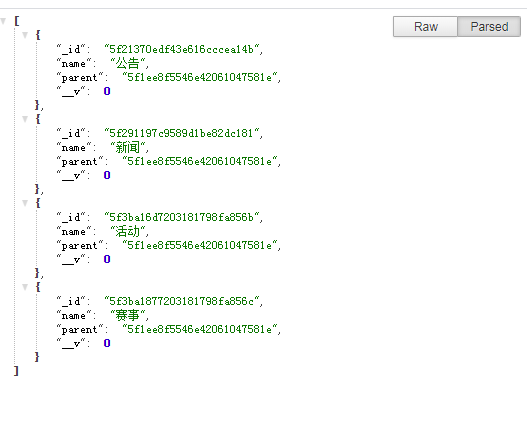 Raw Parsed
[
{
"_id": "5f21370edf43e616cccea14b",
"name": "公告",
"parent": "5f1ee8f5546e42061047581e",
"__v": 0
},
{
"_id": "5f291197c9589d1be82dc181",
"name": "新闻",
"parent": "5f1ee8f5546e42061047581e",
"__v": 0
},
{
"_id": "5f3ba16d7203181798fa856b",
"name": "活动",
"parent": "5f1ee8f5546e42061047581e",
"__v": 0
},
{
"_id": "5f3ba1877203181798fa856c",
"name": "赛事",
"parent": "5f1ee8f5546e42061047581e",
"__v": 0
}
]